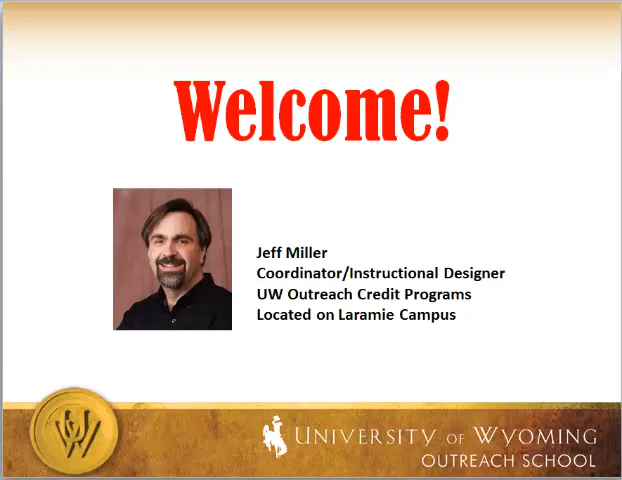 Welcome!
Jeff Miller
Coordinator/Instructional Designer
UW Outreach Credit Programs
Located on Laramie Campus
UW
UNIVERSITY OF WYOMING
OUTREACH SCHOOL